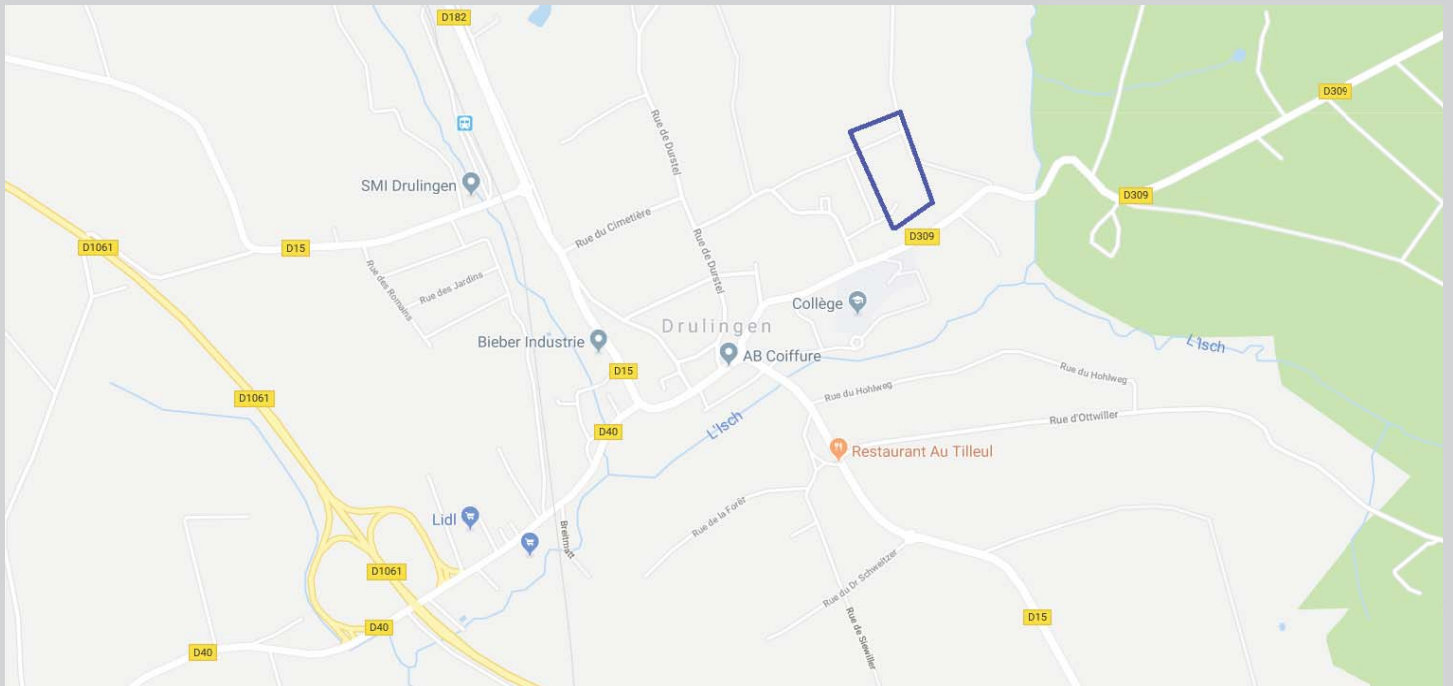 D182
D309
Rue de Durstel
SMI Drulingen
D309
Rue du Cimetière
D309
D1061
D15
Rue de Durstel
Rue des Romains
Rue des Jardins
Collège
Drulingen
Bieber Industrie
AB Coiffure
L'Isch
D15
Rue du Hohlweg
Rue du Hohlweg
D1061
Rue d'Ottwiller
L'Isch
D40
Restaurant Au Tilleul
Lidl
Rue de la Forêt
Breitmatt
D1061
Rue du Dr Schweitzer
D15
D40
Rue de Siewiller
D40